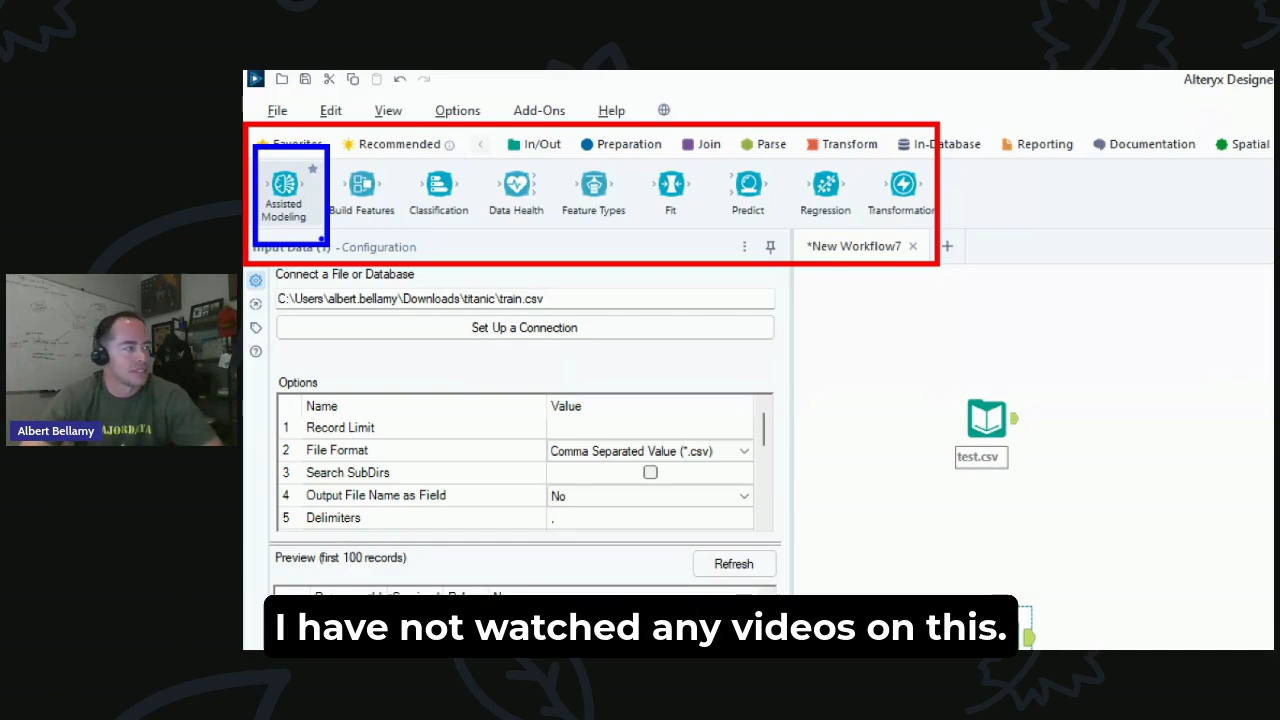 Alteryx Designe
File Edit View Options Add-Ons Help
Favorites Recommended In/Out Preparation Join Parse Transform In-Database Reporting Documentation Spatial
Assisted Modeling Build Features Classification Data Health Feature Types Fit Predict Regression Transformation
Input Data (1) - Configuration
*New Workflow7
Connect a File or Database
C:\Users\albert.bellamy\Downloads\titanic\train.csv
Set Up a Connection
Options
Name Value
1 Record Limit
2 File Format Comma Separated Value (*.csv)
3 Search SubDirs
4 Output File Name as Field No
5 Delimiters ,
Preview (first 100 records)
Refresh
test.csv
Albert Bellamy
I have not watched any videos on this.